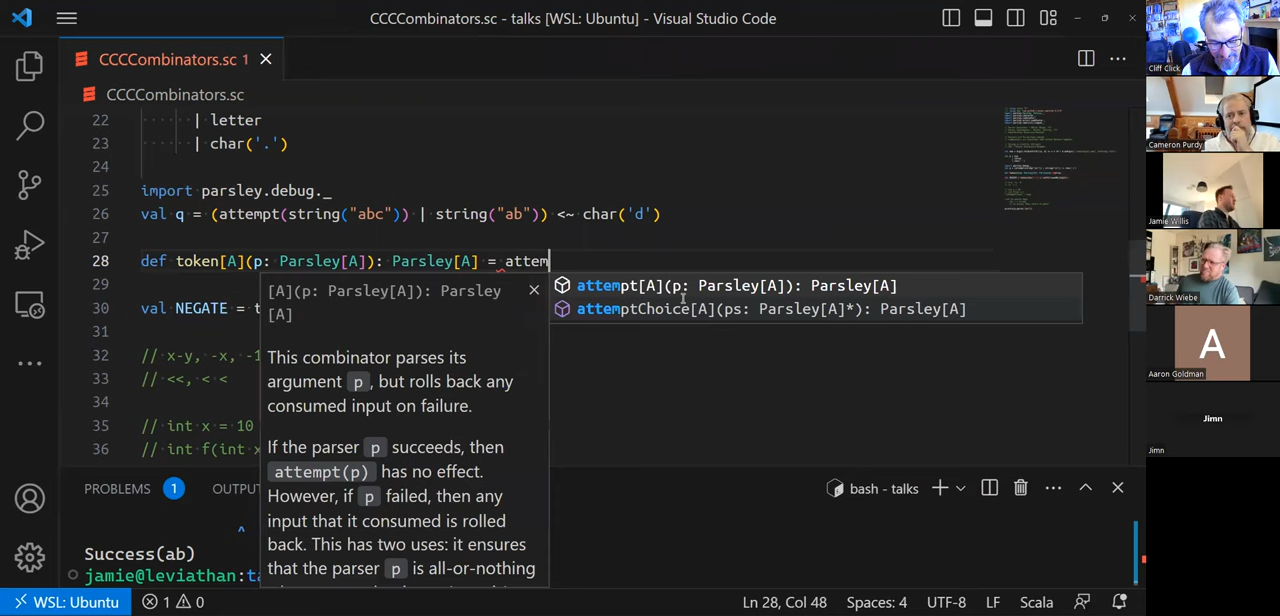 CCCCombinators.sc - talks [WSL: Ubuntu] - Visual Studio Code
CCCCombinators.sc 1
CCCCombinators.sc
22 | letter
23 | char('.')
24
25 import parsley.debug._
26 val q = (attempt(string("abc")) | string("ab")) <~ char('d')
27
28 def token[A](p: Parsley[A]): Parsley[A] = attem
29
30 val NEGATE = t
31
32 // x-y, -x, -1
33 // <<, < <
34
35 // int x = 10
36 // int f(int x
[A](p: Parsley[A]): Parsley
[A]
This combinator parses its
argument p, but rolls back any
consumed input on failure.
If the parser p succeeds, then
attempt(p) has no effect.
However, if p failed, then any
input that it consumed is rolled
back. This has two uses: it ensures
that the parser p is all-or-nothing
attempt[A](p: Parsley[A]): Parsley[A]
attemptChoice[A](ps: Parsley[A]*): Parsley[A]
PROBLEMS 1 OUTPU
bash - talks
^
Success(ab)
jamie@leviathan:ta
WSL: Ubuntu 1 0 Ln 28, Col 48 Spaces: 4 UTF-8 LF Scala
Cliff Click
Cameron Purdy
Jamie Willis
Darrick Wiebe
A
Aaron Goldman
Jimn
Jimn